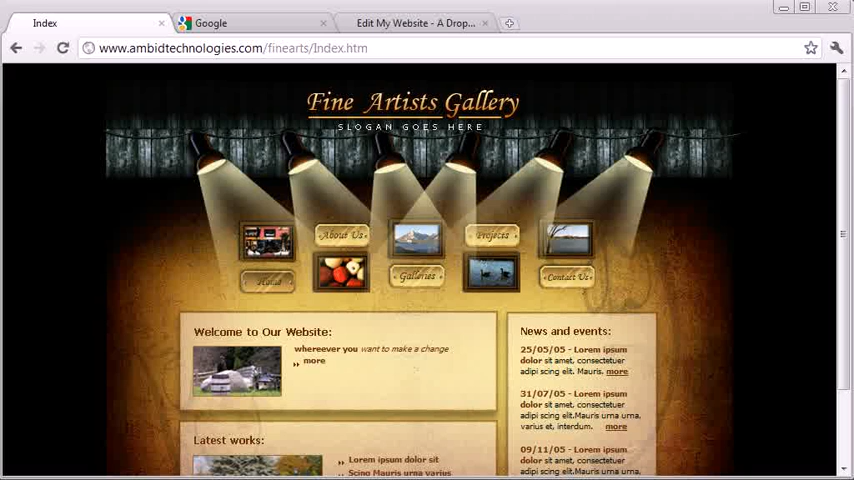 Index
Google
Edit My Website - A Drop...
www.ambidtechnologies.com/finearts/Index.htm
Fine Artists Gallery
SLOGAN GOES HERE
About Us
Projects
Home
Galleries
Contact Us
Welcome to Our Website:
whereever you want to make a change
more
Latest works:
Lorem ipsum dolor sit
Scing Mauris urna varius
News and events:
25/05/05 - Lorem ipsum
dolor sit amet, consectetuer
adipi scing elit. Mauris. more
31/07/05 - Lorem ipsum
dolor sit amet, consectetuer
adipi scing elit.Mauris urna urna,
varius et, interdum. more
09/11/05 - Lorem ipsum
dolor sit amet, consectetuer
adipi scing elit.Mauris urna urna,